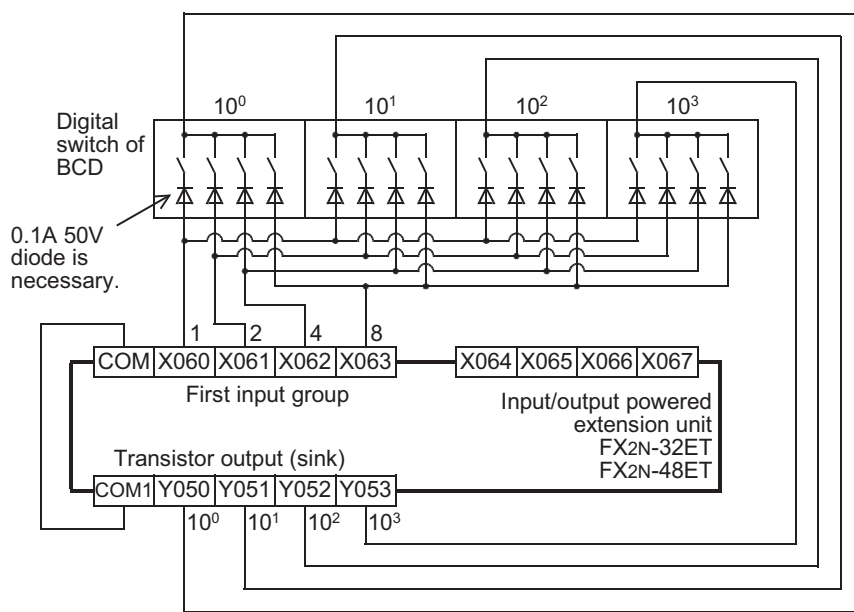 10⁰ 10¹ 10² 10³
Digital
switch of
BCD
0.1A 50V
diode is
necessary.
1 2 4 8
COM X060 X061 X062 X063 X064 X065 X066 X067
First input group
Input/output powered
extension unit
FX2N-32ET
FX2N-48ET
Transistor output (sink)
COM1 Y050 Y051 Y052 Y053
10⁰ 10¹ 10² 10³